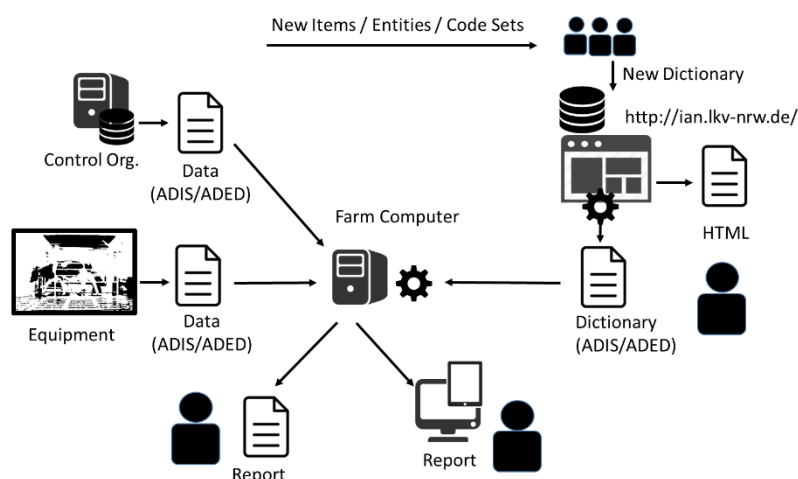 New Items / Entities / Code Sets
New Dictionary
http://ian.lkv-nrw.de/
Control Org.
Data
(ADIS/ADED)
Farm Computer
HTML
Equipment
Data
(ADIS/ADED)
Dictionary
(ADIS/ADED)
Report
Report